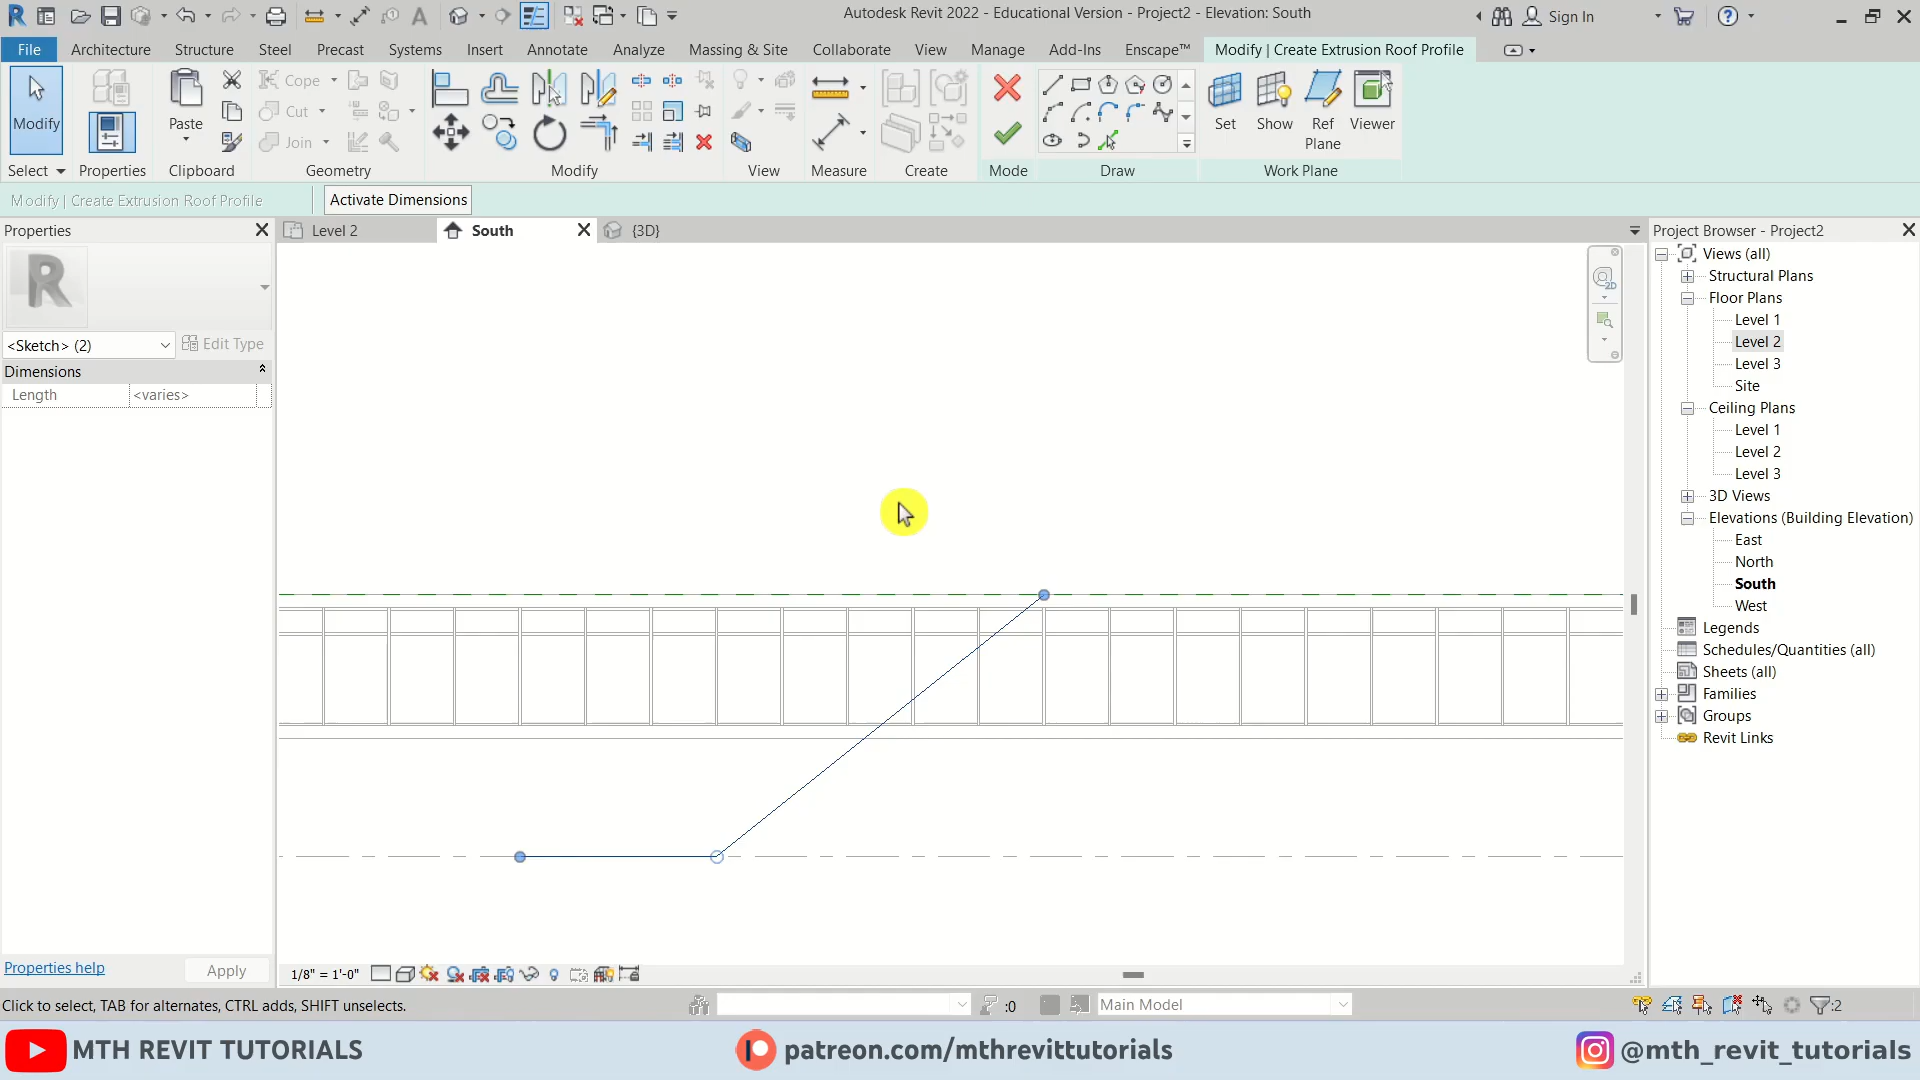 Autodesk Revit 2022 - Educational Version - Project2 - Elevation: South
Sign In
File Architecture Structure Steel Precast Systems Insert Annotate Analyze Massing & Site Collaborate View Manage Add-Ins Enscape™ Modify | Create Extrusion Roof Profile
Modify
Paste
Cope
Cut
Join
Set
Show
Ref Plane
Viewer
Select
Properties
Clipboard
Geometry
Modify
View
Measure
Create
Mode
Draw
Work Plane
Modify | Create Extrusion Roof Profile
Activate Dimensions
Properties
R
<Sketch> (2)
Edit Type
Dimensions
Length <varies>
Properties help
Apply
Level 2
South
{3D}
2D
1/8" = 1'-0"
Project Browser - Project2
Views (all)
Structural Plans
Floor Plans
Level 1
Level 2
Level 3
Site
Ceiling Plans
Level 1
Level 2
Level 3
3D Views
Elevations (Building Elevation)
East
North
South
West
Legends
Schedules/Quantities (all)
Sheets (all)
Families
Groups
Revit Links
Click to select, TAB for alternates, CTRL adds, SHIFT unselects.
:0
Main Model
:2
MTH REVIT TUTORIALS
patreon.com/mthrevittutorials
@mth_revit_tutorials